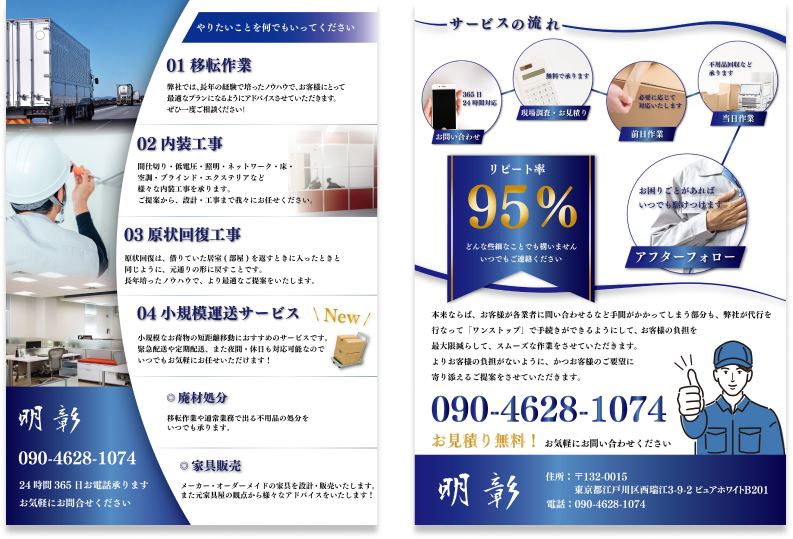 やりたいことを何でもいってください
01 移転作業
弊社では、長年の経験で培ったノウハウで、お客様にとって
最適なプランになるようにアドバイスさせていただきます。
ぜひ一度ご相談ください!
02 内装工事
間仕切り・低電圧・照明・ネットワーク・床・
空調・ブラインド・エクステリアなど
様々な内装工事を承ります。
ご提案から、設計・工事まで我々にお任せください。
03 原状回復工事
原状回復は、借りていた居室 ( 部屋 ) を返すときに入ったときと
同じように、元通りの形に戻すことです。
長年培ったノウハウで、より最適なご提案をいたします。
04 小規模運送サービス
New
小規模なお荷物の短距離移動におすすめのサービスです。
緊急配送や定期配送、また夜間・休日も対応可能なので
いつでもお気軽にお任せいただけます！
◎ 廃材処分
移転作業や通常業務で出る不用品の処分を
いつでも承ります。
◎ 家具販売
メーカー・オーダーメイドの家具を設計・販売いたします。
また元家具屋の観点から様々なアドバイスをいたします！
明 彰
090-4628-1074
24 時間 365 日お電話承ります
お気軽にお問合せください
サービスの流れ
365 日
24 時間対応
お問い合わせ
無料で承ります
現場調査・お見積り
必要に応じて
対応いたします
前日作業
不用品回収など
承ります
当日作業
お困りごとがあれば
いつでも駆けつけます
アフターフォロー
リピート率
95%
どんな些細なことでも構いません
いつでもご連絡ください
本来ならば、お客様が各業者に問い合わせるなど手間がかかってしまう部分も、弊社が代行を
行なって「ワンストップ」で手続きができるようにして、お客様の負担を
最大限減らして、スムーズな作業をさせていただきます。
よりお客様の負担がないように、かつお客様のご要望に
寄り添えるご提案をさせていただきます。
090-4628-1074
お見積り無料！ お気軽にお問い合わせください
明 彰
住所：〒132-0015
東京都江戸川区西瑞江3-9-2 ピュアホワイトB201
電話：090-4628-1074